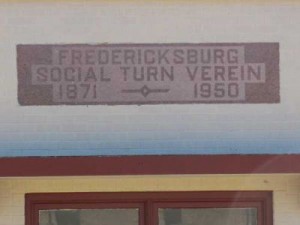 FREDERICKSBURG
SOCIAL TURN VEREIN
1871 1950